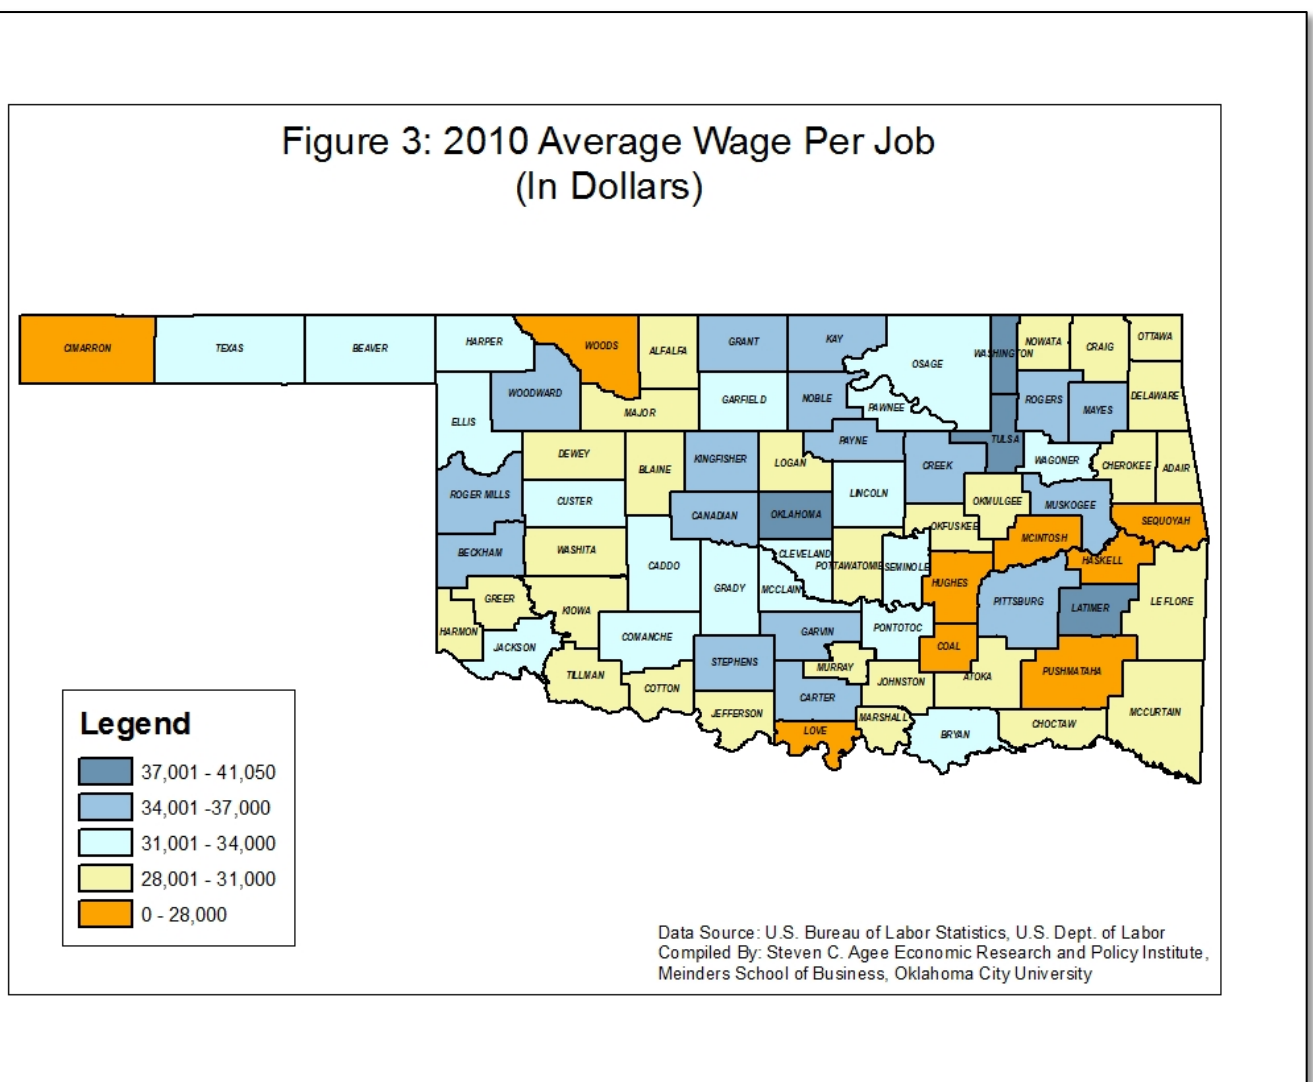 Figure 3: 2010 Average Wage Per Job
(In Dollars)
CIMARRON
TEXAS
BEAVER
HARPER
WOODS
ALFALFA
GRANT
KAY
OSAGE
WASHINGTON
NOWATA
CRAIG
OTTAWA
WOODWARD
ELLIS
MAJOR
GARFIELD
NOBLE
PAWNEE
ROGERS
MAYES
DELAWARE
DEWEY
BLAINE
KINGFISHER
LOGAN
PAYNE
CREEK
TULSA
WAGONER
CHEROKEE
ADAIR
ROGER MILLS
CUSTER
CANADIAN
OKLAHOMA
LINCOLN
OKMULGEE
MUSKOGEE
SEQUOYAH
BECKHAM
WASHITA
CADDO
GRADY
CLEVELAND
MCCLAIN
POTTAWATOMIE
SEMINOLE
OKFUSKEE
MCINTOSH
HASKELL
HUGHES
PITTSBURG
LATIMER
LE FLORE
GREER
HARMON
KIOWA
JACKSON
COMANCHE
STEPHENS
GARVIN
PONTOTOC
COAL
MURRAY
TILLMAN
COTTON
JEFFERSON
CARTER
JOHNSTON
ATOKA
PUSHMATAHA
MCCURTAIN
LOVE
MARSHALL
BRYAN
CHOCTAW
Legend
37,001 - 41,050
34,001 -37,000
31,001 - 34,000
28,001 - 31,000
0 - 28,000
Data Source: U.S. Bureau of Labor Statistics, U.S. Dept. of Labor
Compiled By: Steven C. Agee Economic Research and Policy Institute,
Meinders School of Business, Oklahoma City University